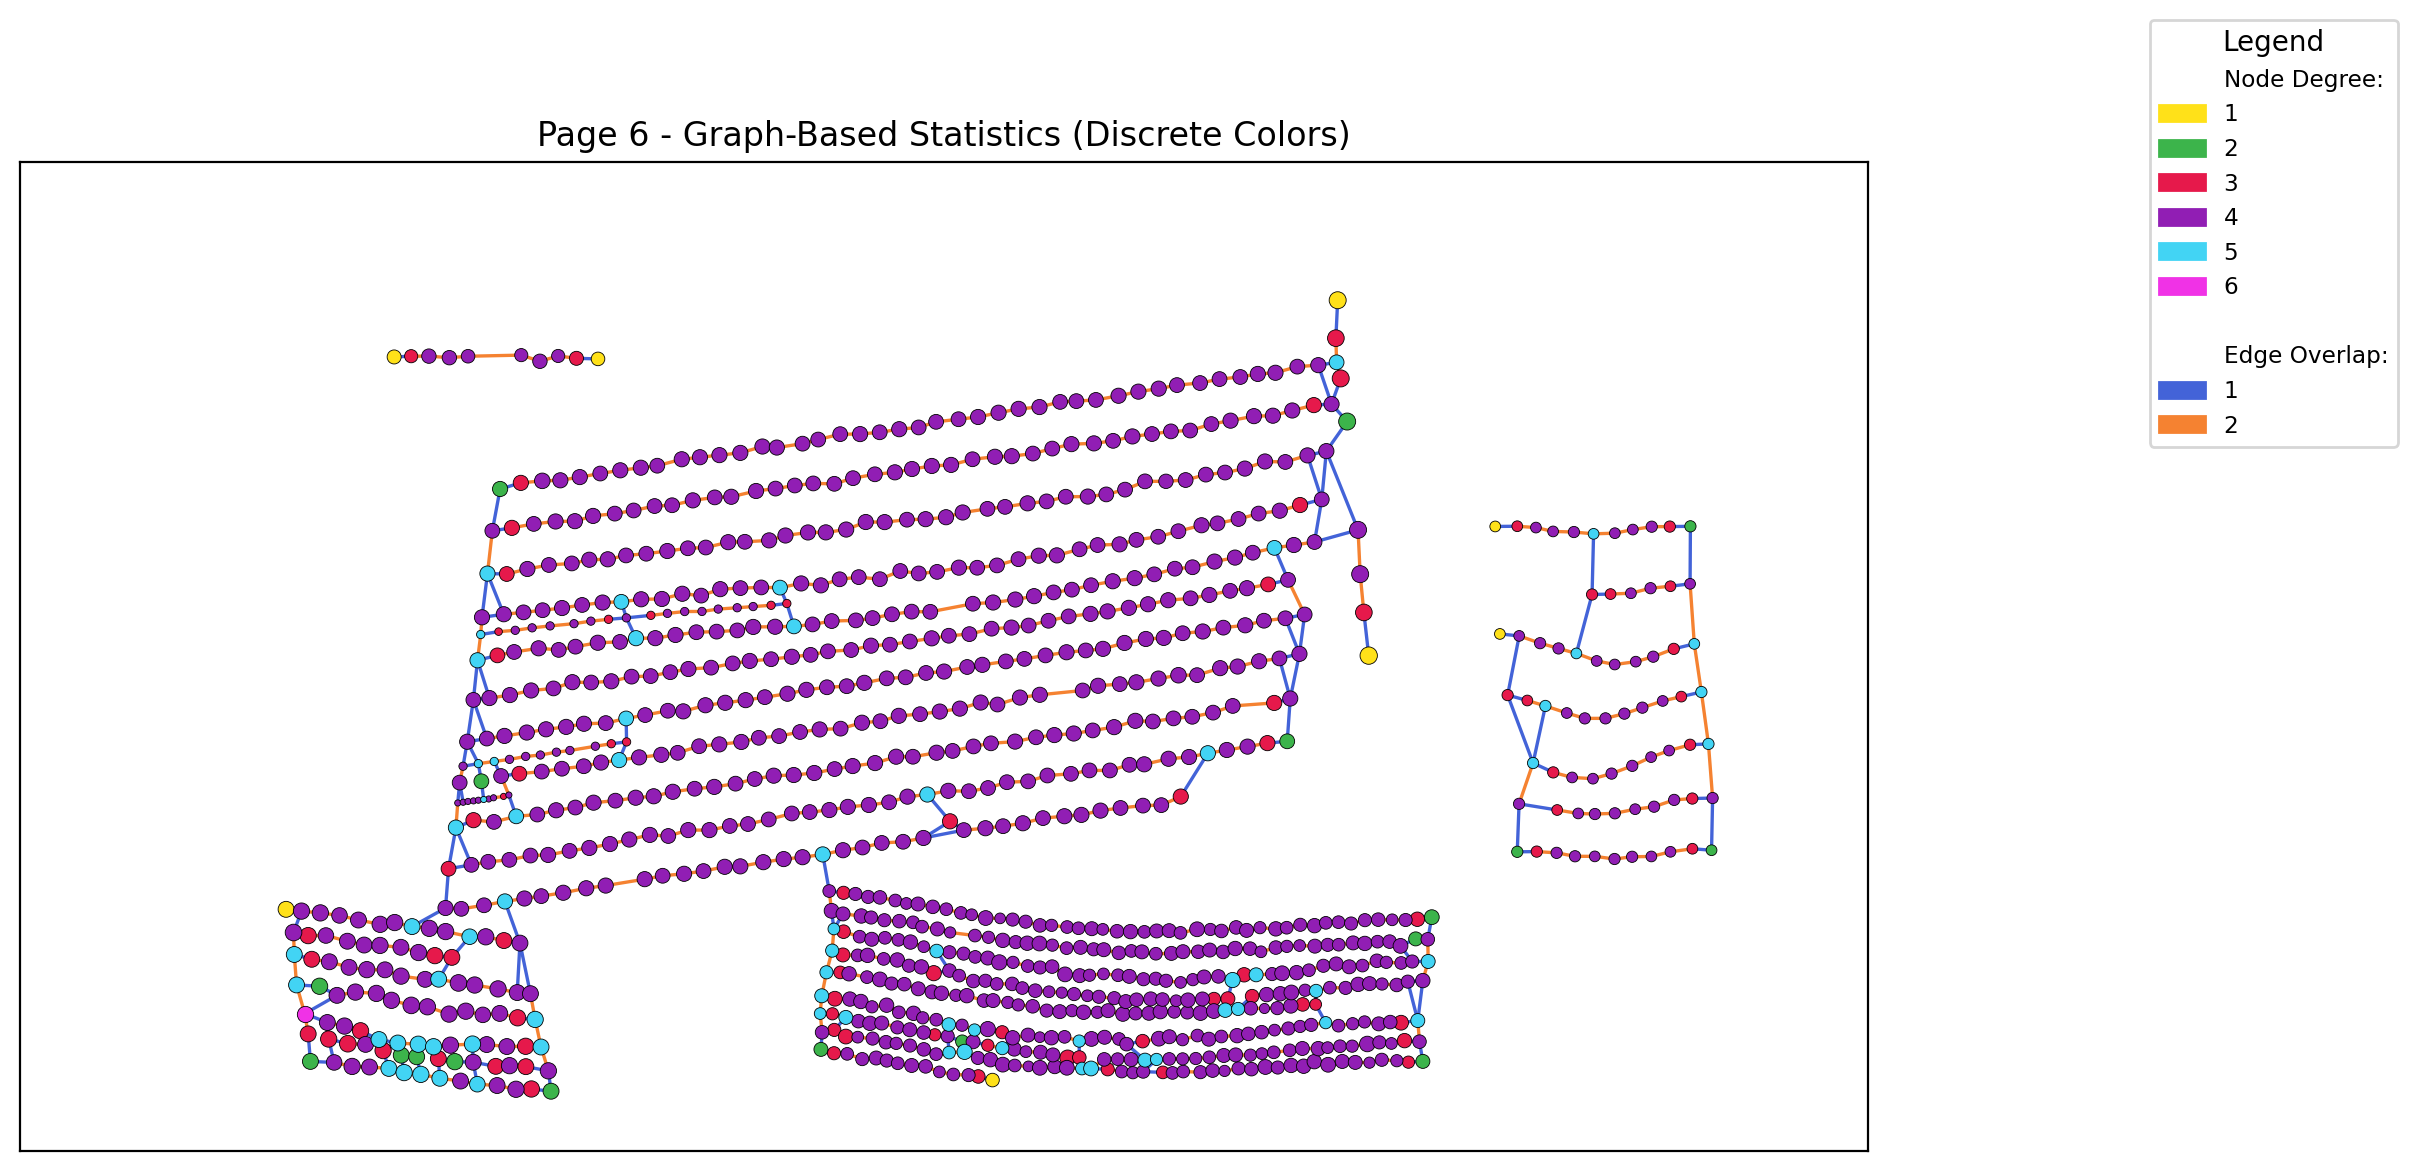 Page 6 - Graph-Based Statistics (Discrete Colors)
Legend
Node Degree:
1
2
3
4
5
6
Edge Overlap:
1
2